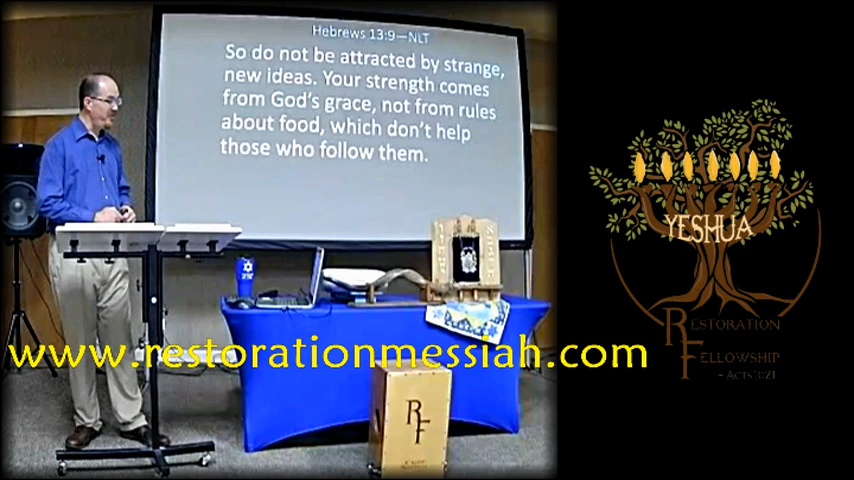 Hebrews 13:9—NLT
So do not be attracted by strange,
new ideas. Your strength comes
from God's grace, not from rules
about food, which don't help
those who follow them.
YESHUA
RESTORATION
FELLOWSHIP
www.restorationmessiah.com
RF